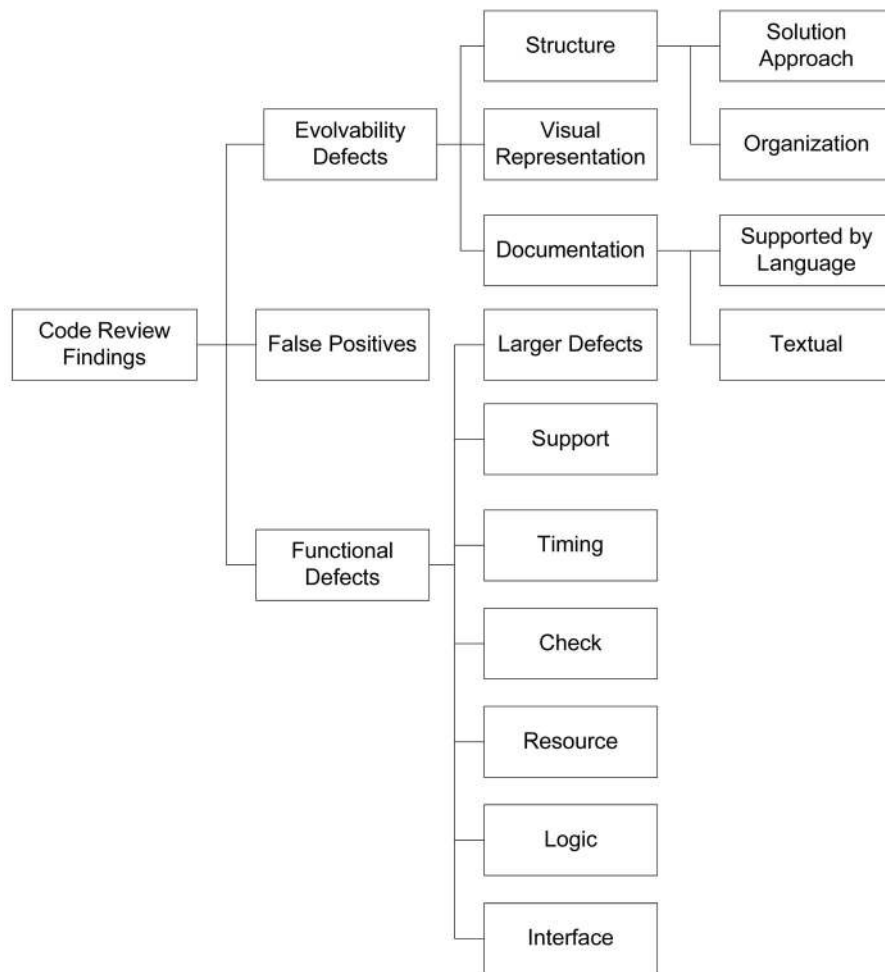 Structure
Solution
Approach
Evolvability
Defects
Visual
Representation
Organization
Documentation
Supported by
Language
Code Review
Findings
False Positives
Larger Defects
Textual
Support
Functional
Defects
Timing
Check
Resource
Logic
Interface